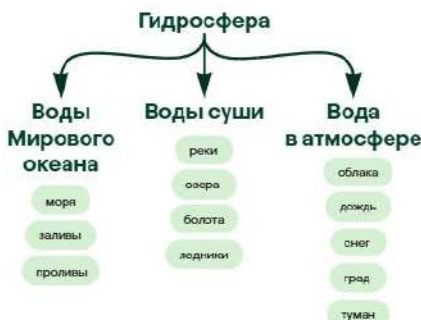 Гидросфера
Воды
Мирового
океана
моря
заливы
проливы
Воды суши
реки
озера
болота
ледники
Вода
в атмосфере
облака
дождь
снег
град
туман